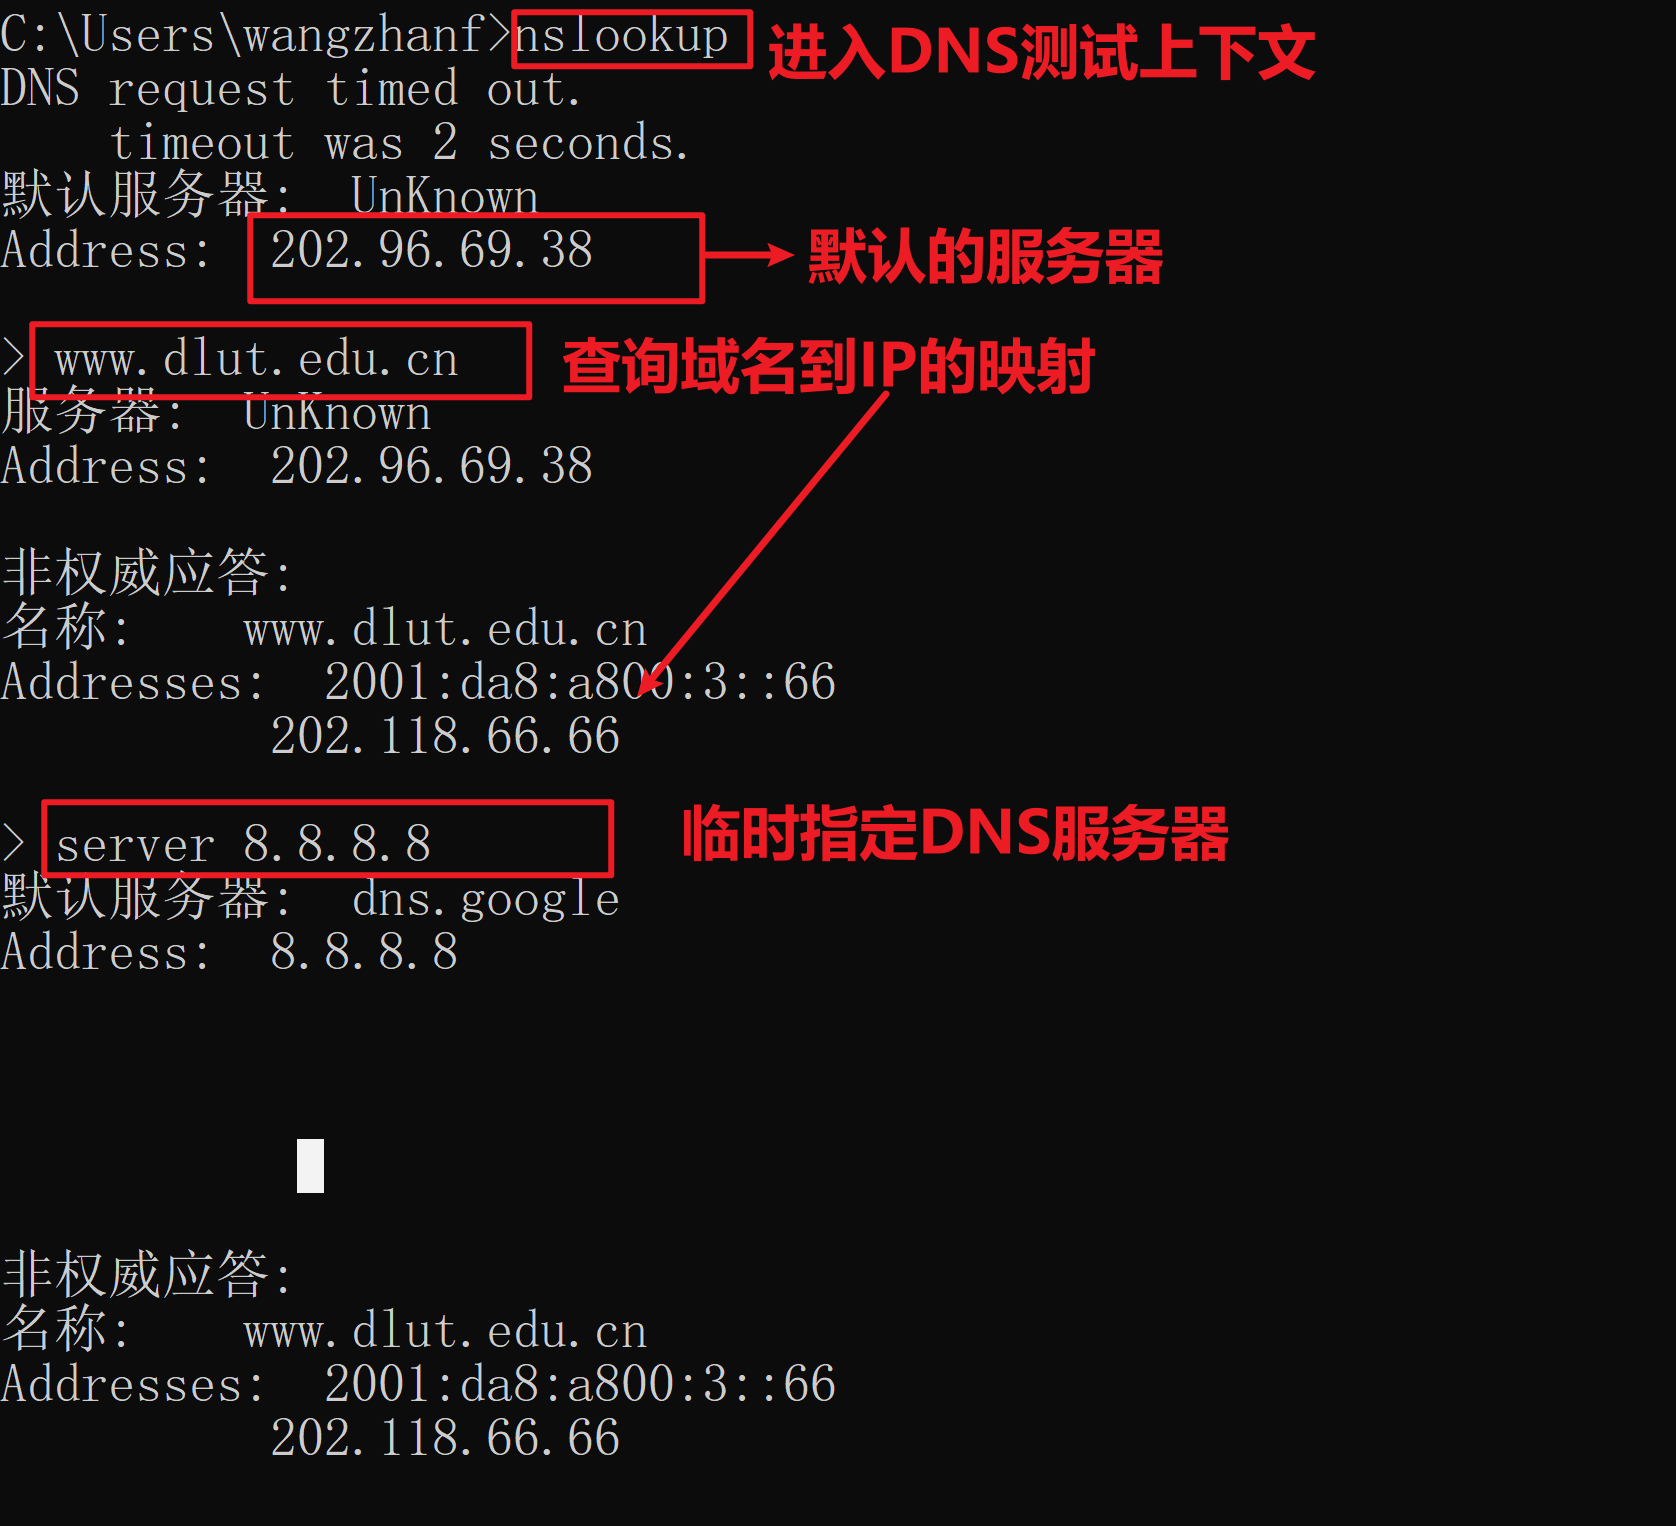 C:\Users\wangzhanf>nslookup 进入DNS测试上下文
DNS request timed out.
timeout was 2 seconds.
默认服务器: UnKnown
Address: 202.96.69.38 默认的服务器
> www.dlut.edu.cn 查询域名到IP的映射
服务器: UnKnown
Address: 202.96.69.38
非权威应答:
名称: www.dlut.edu.cn
Addresses: 2001:da8:a800:3::66
202.118.66.66
> server 8.8.8.8 临时指定DNS服务器
默认服务器: dns.google
Address: 8.8.8.8
非权威应答:
名称: www.dlut.edu.cn
Addresses: 2001:da8:a800:3::66
202.118.66.66